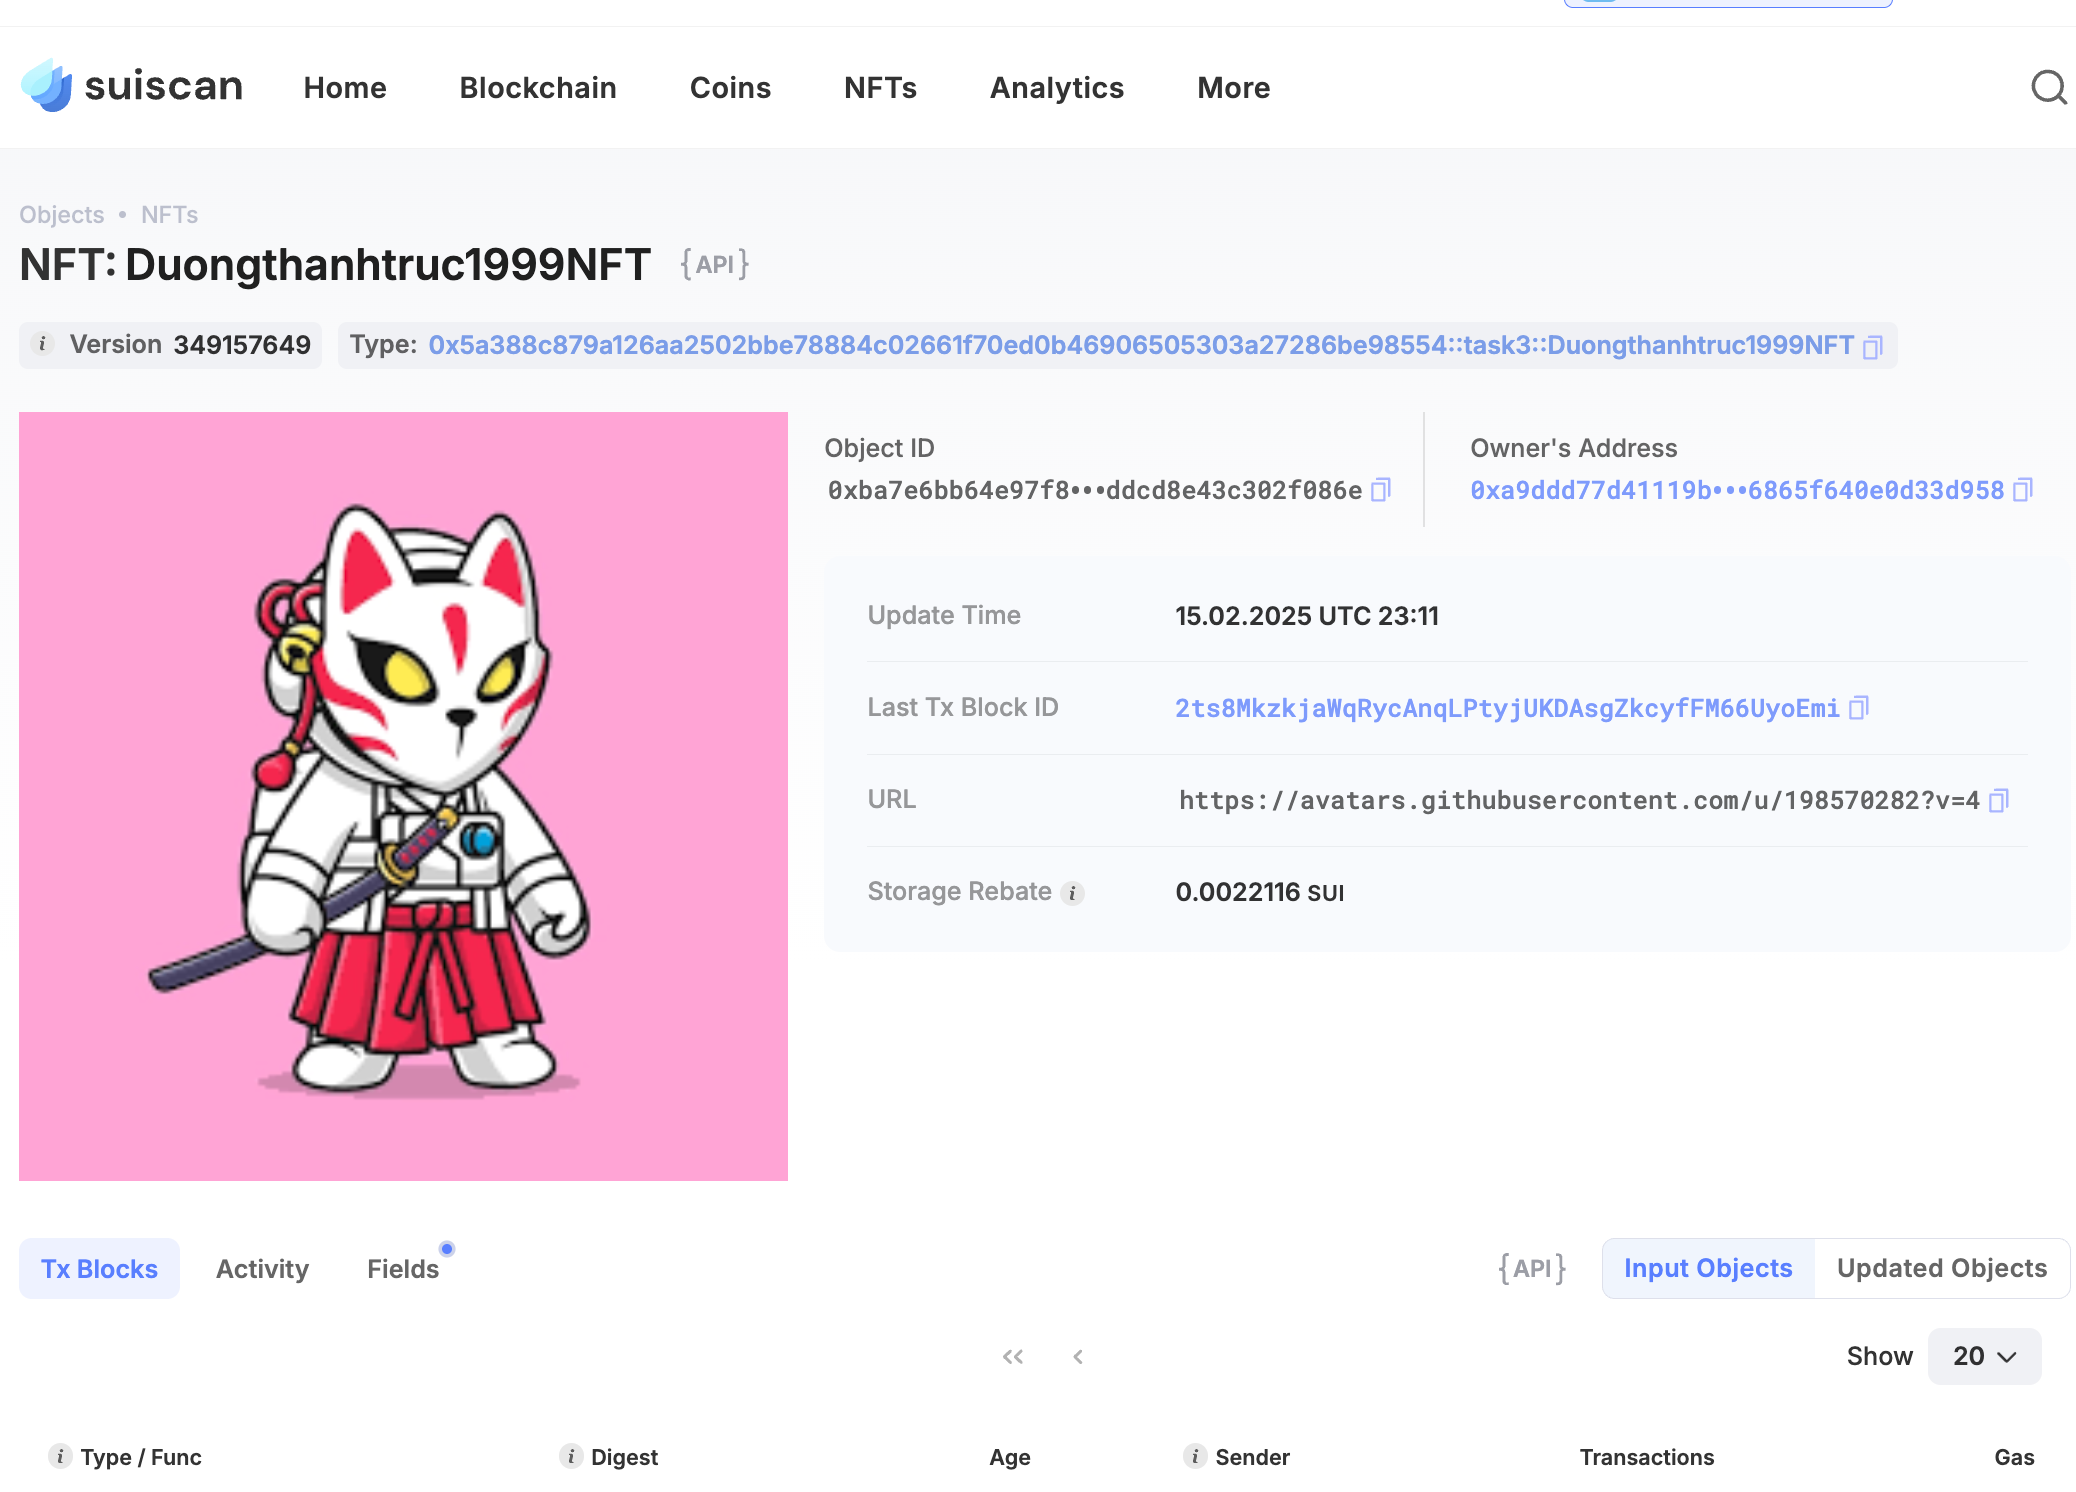 suiscan Home Blockchain Coins NFTs Analytics More
Objects • NFTs
NFT: Duongthanhtruc1999NFT {API}
i Version 349157649 Type: 0x5a388c879a126aa2502bbe78884c02661f70ed0b46906505303a27286be98554::task3::Duongthanhtruc1999NFT
Object ID
0xba7e6bb64e97f8•••ddcd8e43c302f086e
Owner's Address
0xa9ddd77d41119b•••6865f640e0d33d958
Update Time 15.02.2025 UTC 23:11
Last Tx Block ID 2ts8MkzkjaWqRycAnqLPtyjUKDAsgZkcyfFM66UyoEmi
URL https://avatars.githubusercontent.com/u/198570282?v=4
Storage Rebate i 0.0022116 SUI
Tx Blocks Activity Fields {API} Input Objects Updated Objects
Show 20
i Type / Func i Digest Age i Sender Transactions Gas